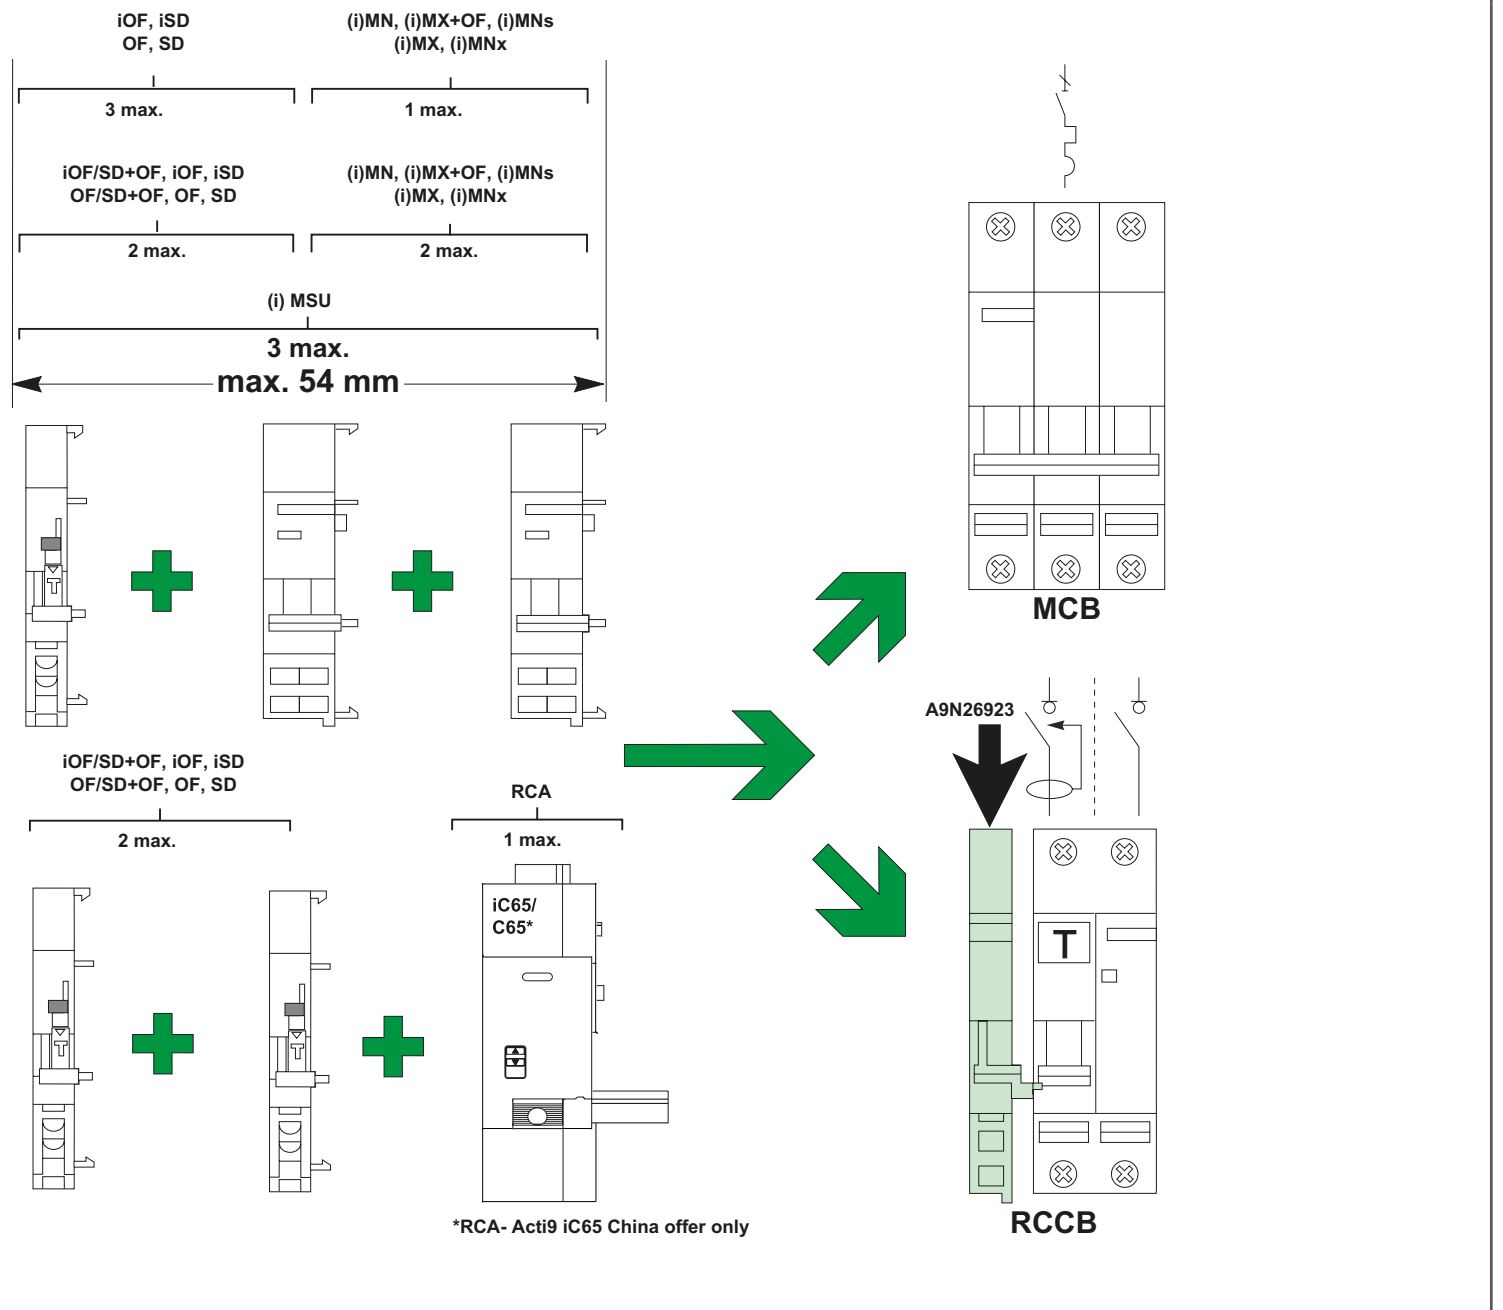 iOF, iSD
OF, SD
(i)MN, (i)MX+OF, (i)MNs
(i)MX, (i)MNx
3 max.
1 max.
iOF/SD+OF, iOF, iSD
OF/SD+OF, OF, SD
(i)MN, (i)MX+OF, (i)MNs
(i)MX, (i)MNx
2 max.
2 max.
(i) MSU
3 max.
max. 54 mm
MCB
A9N26923
iOF/SD+OF, iOF, iSD
OF/SD+OF, OF, SD
2 max.
RCA
1 max.
iC65/
C65*
T
RCCB
*RCA- Acti9 iC65 China offer only